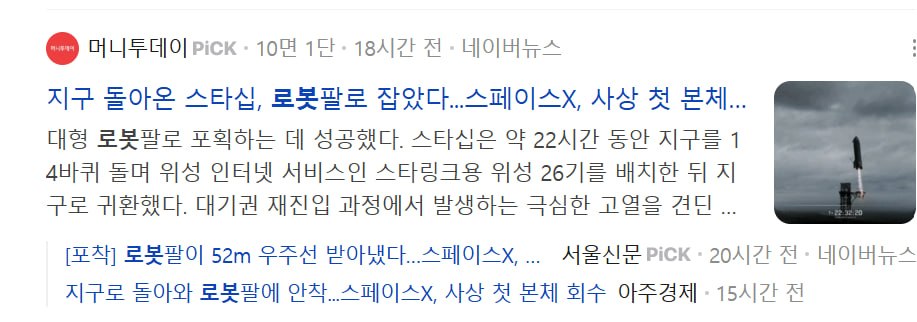 머니투데이
머니투데이 PiCK · 10면 1단 · 18시간 전 · 네이버뉴스
지구 돌아온 스타십, 로봇팔로 잡았다...스페이스X, 사상 첫 본체...
대형 로봇팔로 포획하는 데 성공했다. 스타십은 약 22시간 동안 지구를 1
4바퀴 돌며 위성 인터넷 서비스인 스타링크용 위성 26기를 배치한 뒤 지
구로 귀환했다. 대기권 재진입 과정에서 발생하는 극심한 고열을 견딘 ...
[포착] 로봇팔이 52m 우주선 받아냈다...스페이스X, ... 서울신문 PiCK · 20시간 전 · 네이버뉴스
지구로 돌아와 로봇팔에 안착...스페이스X, 사상 첫 본체 회수 아주경제 · 15시간 전